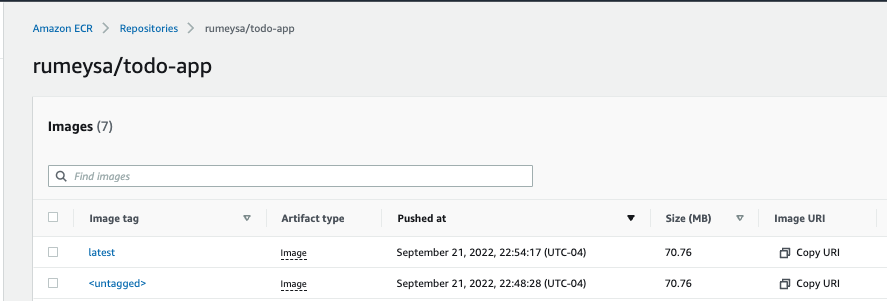 Amazon ECR > Repositories > rumeysa/todo-app
rumeysa/todo-app
Images (7)
Find images
Image tag Artifact type Pushed at Size (MB) Image URI
latest Image September 21, 2022, 22:54:17 (UTC-04) 70.76 Copy URI
<untagged> Image September 21, 2022, 22:48:28 (UTC-04) 70.76 Copy URI